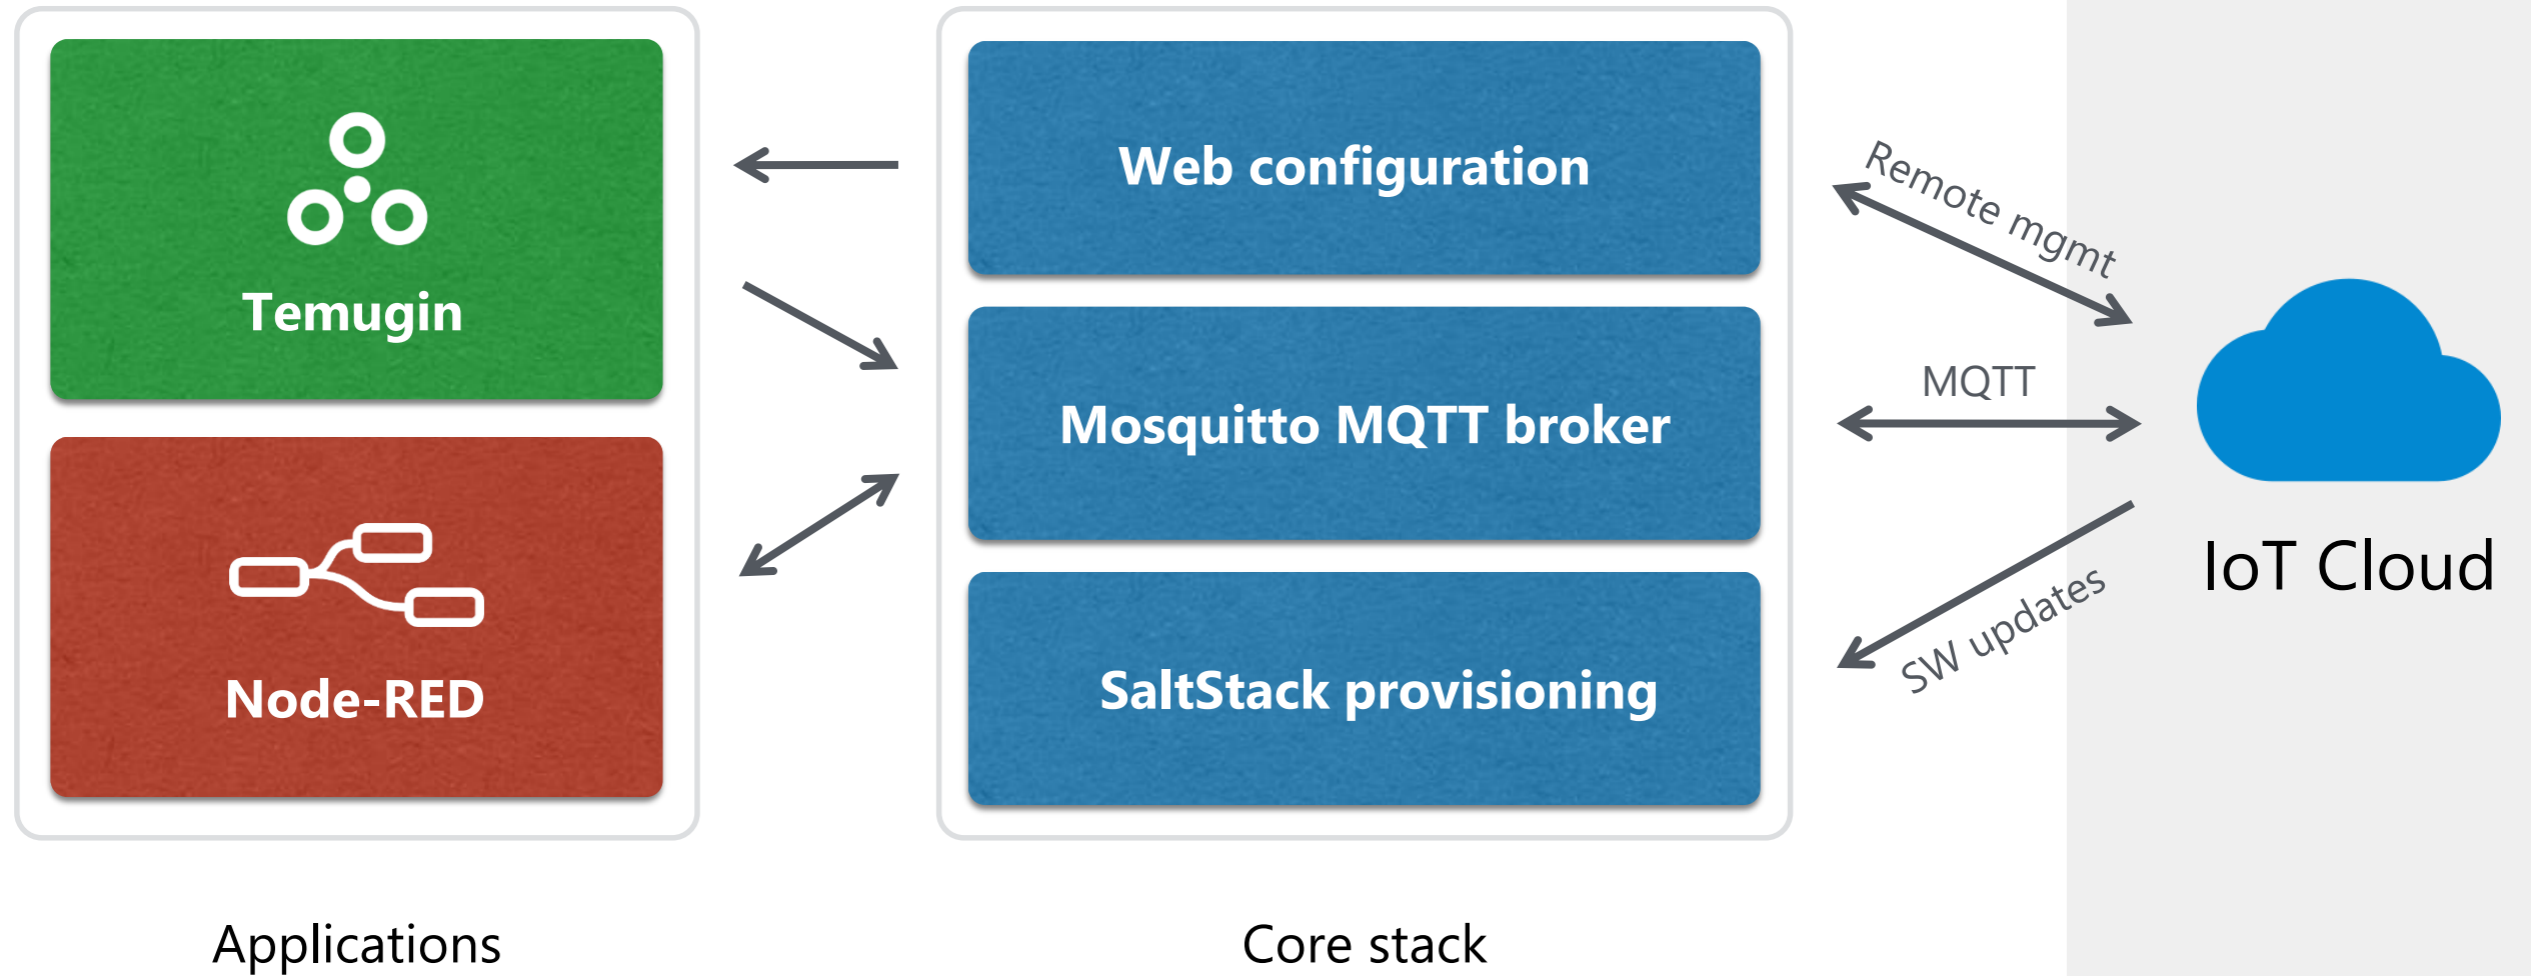 Temugin
Node-RED
Applications
Web configuration
Mosquitto MQTT broker
SaltStack provisioning
Core stack
Remote mgmt
MQTT
SW updates
IoT Cloud